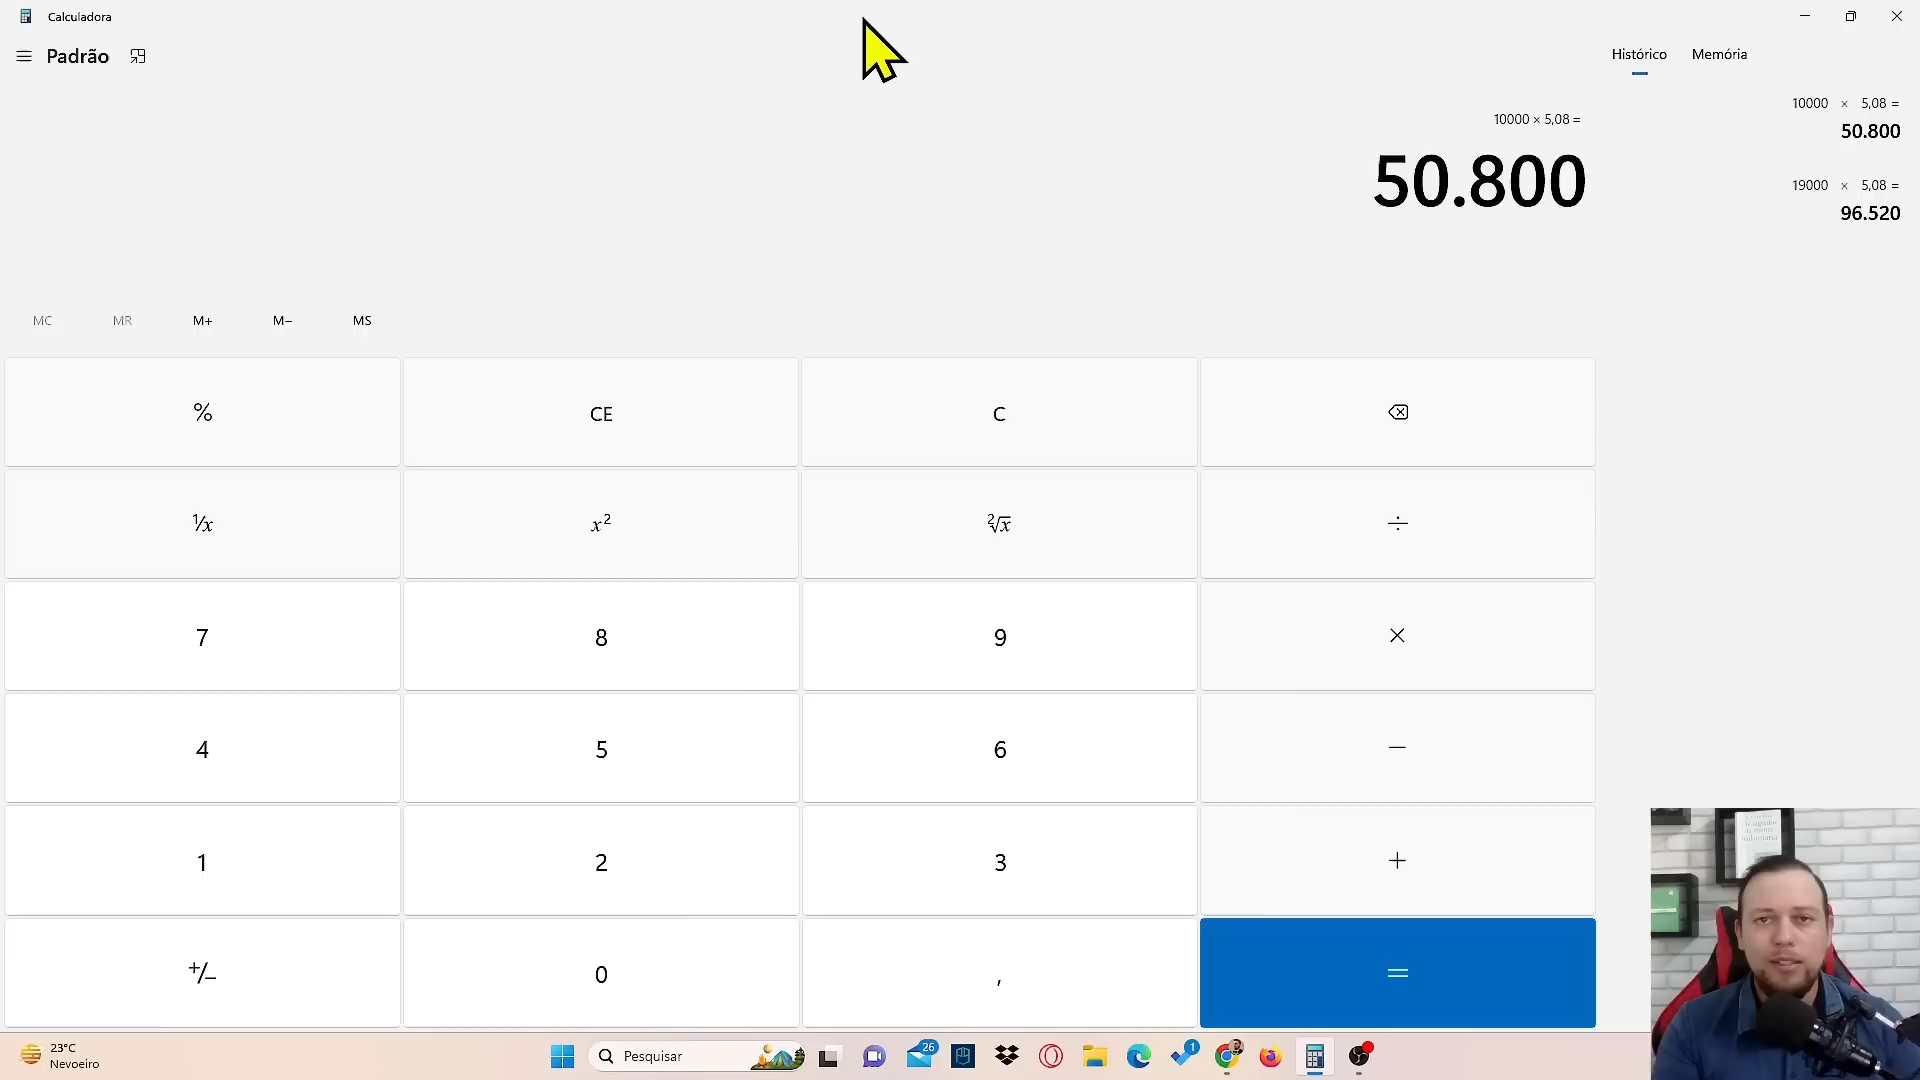 Calculadora
Padrão
Histórico
Memória
10000 × 5,08 =
50.800
10000 × 5,08 =
50.800
19000 × 5,08 =
96.520
MC
MR
M+
M−
MS
%
CE
C
⅟x
x²
²√x
÷
7
8
9
×
4
5
6
−
1
2
3
+
+/−
0
,
=
23°C
Nevoeiro
Pesquisar
26
1